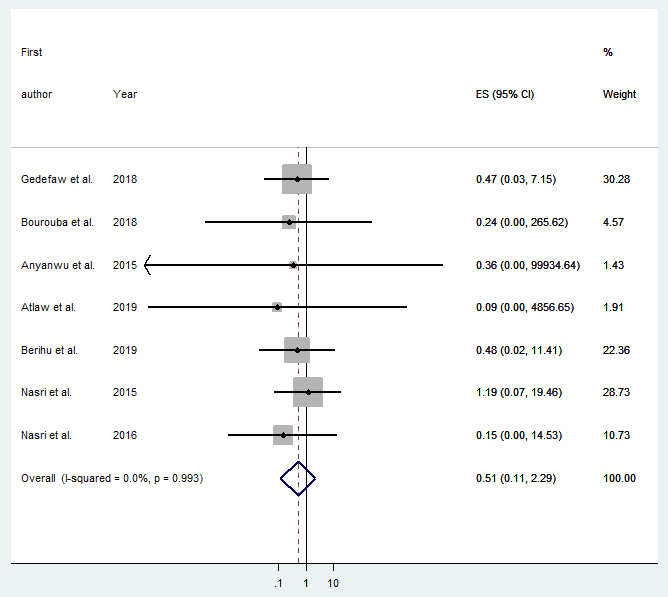 First %
author Year ES (95% CI) Weight
Gedefaw et al. 2018 0.47 (0.03, 7.15) 30.28
Bourouba et al. 2018 0.24 (0.00, 265.62) 4.57
Anyanwu et al. 2015 0.36 (0.00, 99934.64) 1.43
Atlaw et al. 2019 0.09 (0.00, 4856.65) 1.91
Berihu et al. 2019 0.48 (0.02, 11.41) 22.36
Nasri et al. 2015 1.19 (0.07, 19.46) 28.73
Nasri et al. 2016 0.15 (0.00, 14.53) 10.73
Overall (I-squared = 0.0%, p = 0.993) 0.51 (0.11, 2.29) 100.00
.1 1 10